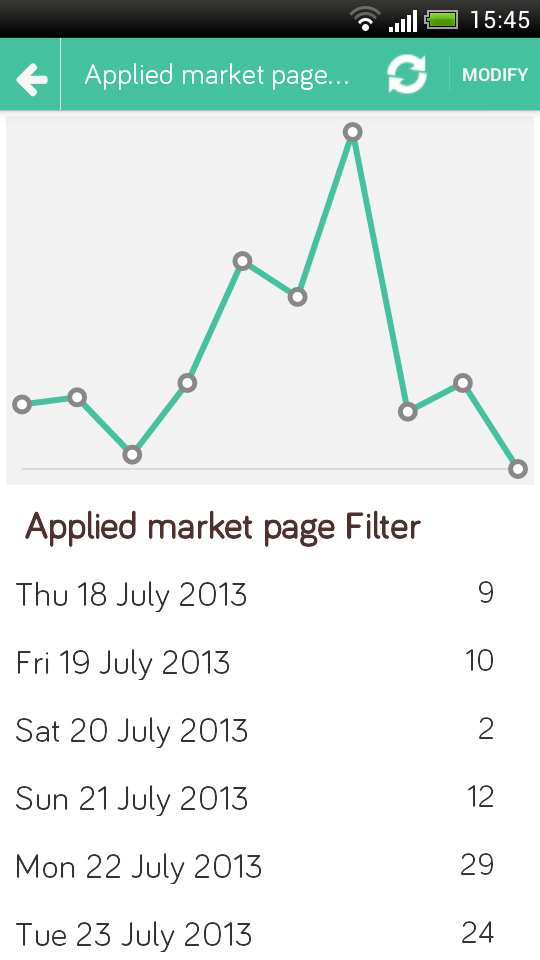 15:45
Applied market page... MODIFY
Applied market page Filter
Thu 18 July 2013 9
Fri 19 July 2013 10
Sat 20 July 2013 2
Sun 21 July 2013 12
Mon 22 July 2013 29
Tue 23 July 2013 24